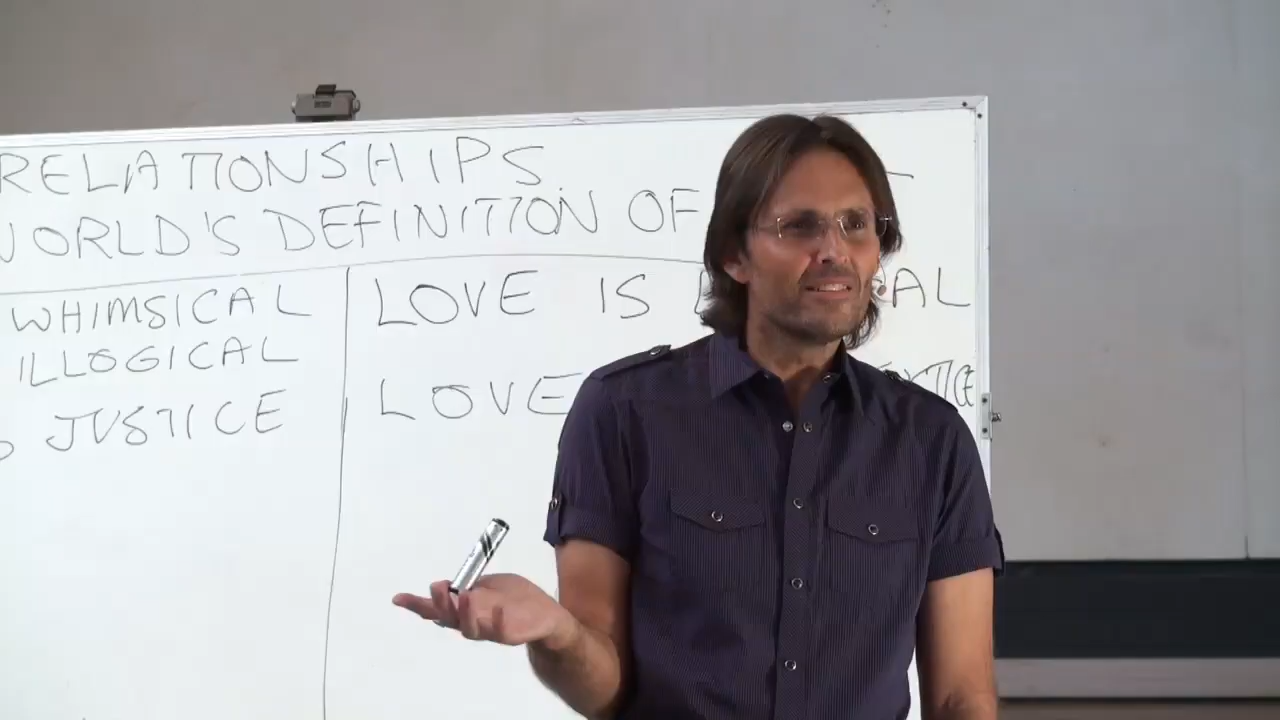 RELATIONSHIPS
WORLD'S DEFINITION OF
WHIMSICAL
ILLOGICAL
JUSTICE
LOVE IS
LOVE